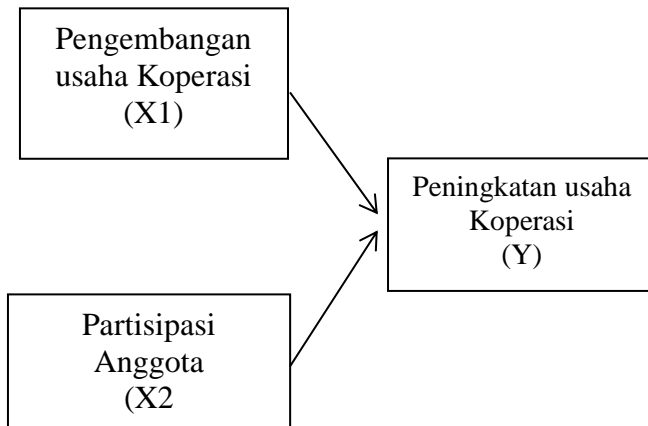 Pengembangan
usaha Koperasi
(X1)
Peningkatan usaha
Koperasi
(Y)
Partisipasi
Anggota
(X2